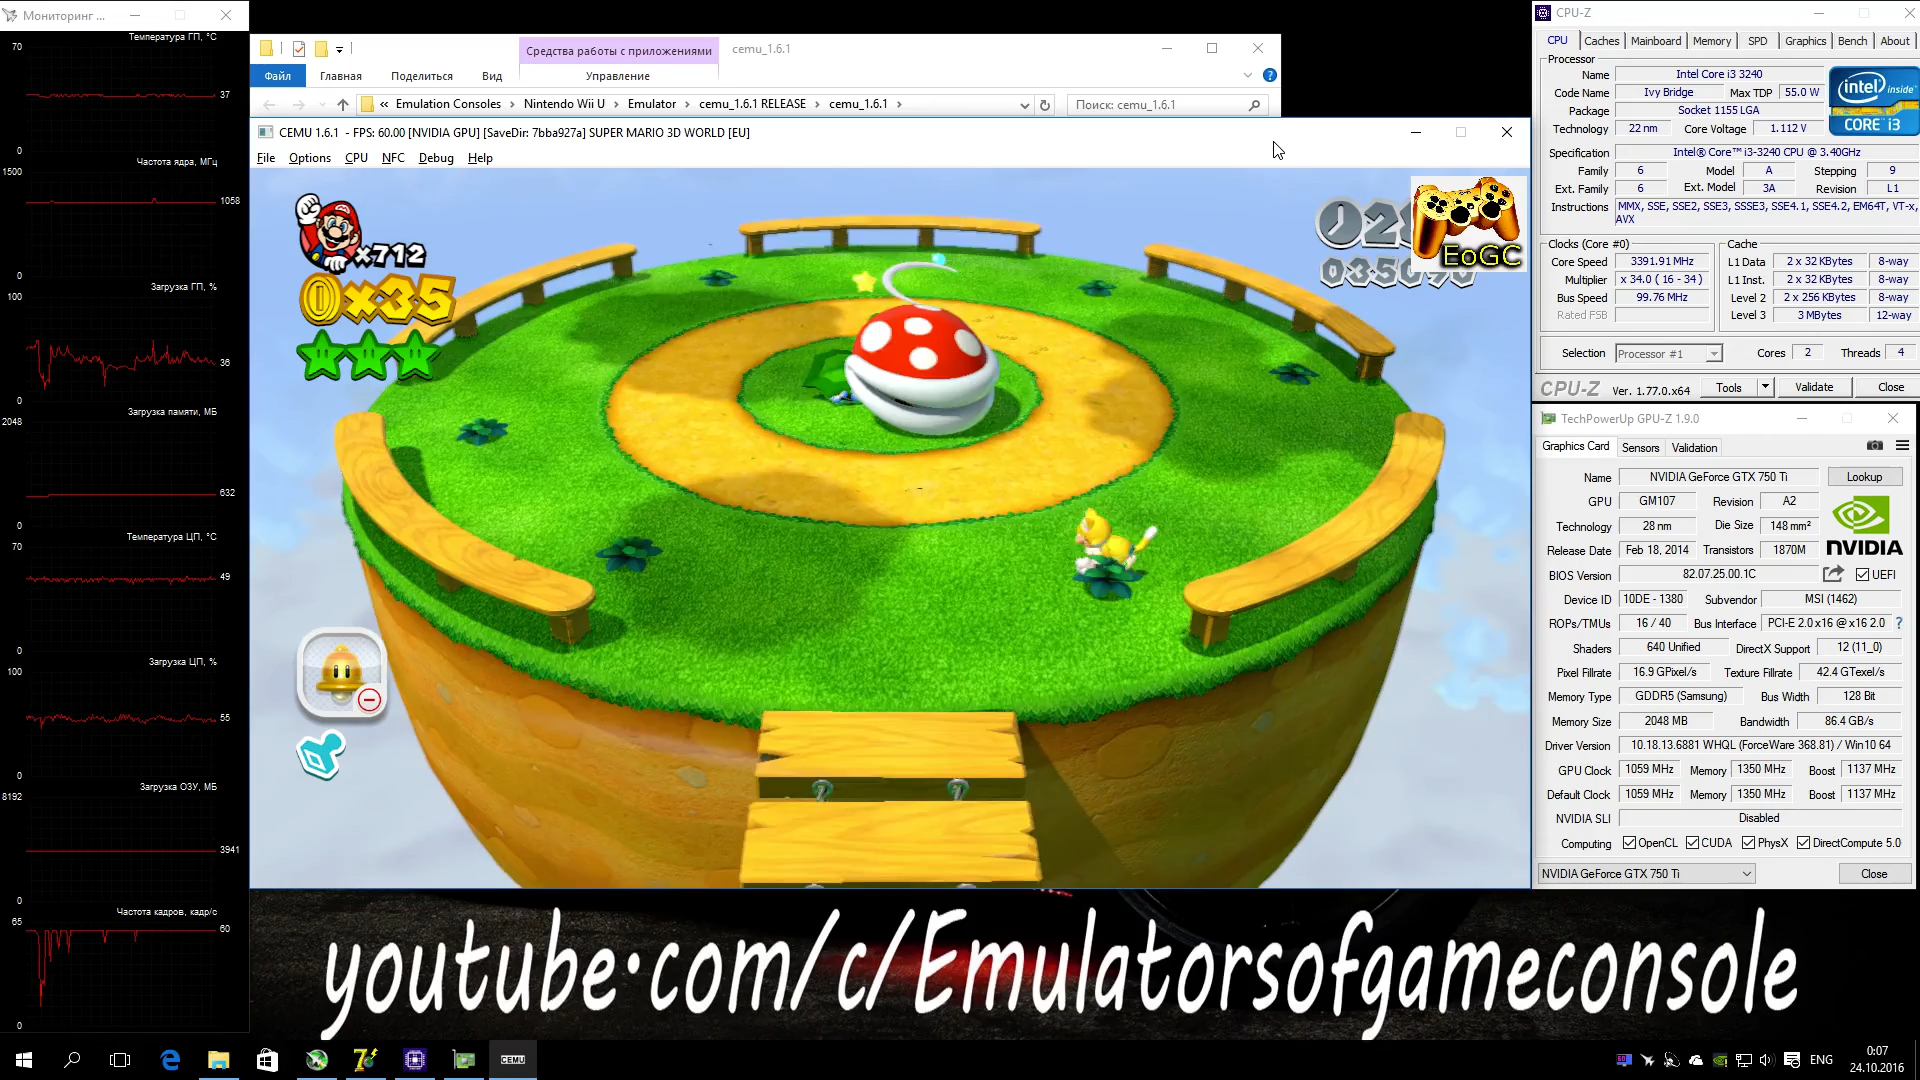 Мониторинг ...
Температура ГП, °C
70
37
0
Частота ядра, МГц
1500
1058
0
Загрузка ГП, %
100
36
0
Загрузка памяти, МБ
2048
632
0
Температура ЦП, °C
70
49
0
Загрузка ЦП, %
100
55
0
Загрузка ОЗУ, МБ
8192
3941
0
Частота кадров, кадр/с
65
60
0
Средства работы с приложениями
cemu_1.6.1
Файл Главная Поделиться Вид Управление
« Emulation Consoles › Nintendo Wii U › Emulator › cemu_1.6.1 RELEASE › cemu_1.6.1 ›
Поиск: cemu_1.6.1
CEMU 1.6.1 - FPS: 60.00 [NVIDIA GPU] [SaveDir: 7bba927a] SUPER MARIO 3D WORLD [EU]
File Options CPU NFC Debug Help
x712
x35
EoGC
CPU-Z
CPU Caches Mainboard Memory SPD Graphics Bench About
Processor
Name Intel Core i3 3240
Code Name Ivy Bridge Max TDP 55.0 W
Package Socket 1155 LGA
Technology 22 nm Core Voltage 1.112 V
intel inside™
CORE i3
Specification Intel® Core™ i3-3240 CPU @ 3.40GHz
Family 6 Model A Stepping 9
Ext. Family 6 Ext. Model 3A Revision L1
Instructions MMX, SSE, SSE2, SSE3, SSSE3, SSE4.1, SSE4.2, EM64T, VT-x,
AVX
Clocks (Core #0)
Core Speed 3391.91 MHz
Multiplier x 34.0 ( 16 - 34 )
Bus Speed 99.76 MHz
Rated FSB
Cache
L1 Data 2 x 32 KBytes 8-way
L1 Inst. 2 x 32 KBytes 8-way
Level 2 2 x 256 KBytes 8-way
Level 3 3 MBytes 12-way
Selection Processor #1 Cores 2 Threads 4
CPU-Z Ver. 1.77.0.x64 Tools Validate Close
TechPowerUp GPU-Z 1.9.0
Graphics Card Sensors Validation
Name NVIDIA GeForce GTX 750 Ti Lookup
GPU GM107 Revision A2
Technology 28 nm Die Size 148 mm²
Release Date Feb 18, 2014 Transistors 1870M
NVIDIA
BIOS Version 82.07.25.00.1C UEFI
Device ID 10DE - 1380 Subvendor MSI (1462)
ROPs/TMUs 16 / 40 Bus Interface PCI-E 2.0 x16 @ x16 2.0 ?
Shaders 640 Unified DirectX Support 12 (11_0)
Pixel Fillrate 16.9 GPixel/s Texture Fillrate 42.4 GTexel/s
Memory Type GDDR5 (Samsung) Bus Width 128 Bit
Memory Size 2048 MB Bandwidth 86.4 GB/s
Driver Version 10.18.13.6881 WHQL (ForceWare 368.81) / Win10 64
GPU Clock 1059 MHz Memory 1350 MHz Boost 1137 MHz
Default Clock 1059 MHz Memory 1350 MHz Boost 1137 MHz
NVIDIA SLI Disabled
Computing OpenCL CUDA PhysX DirectCompute 5.0
NVIDIA GeForce GTX 750 Ti Close
youtube.com/c/Emulatorsofgameconsole
CEMU
ENG
0:07
24.10.2016